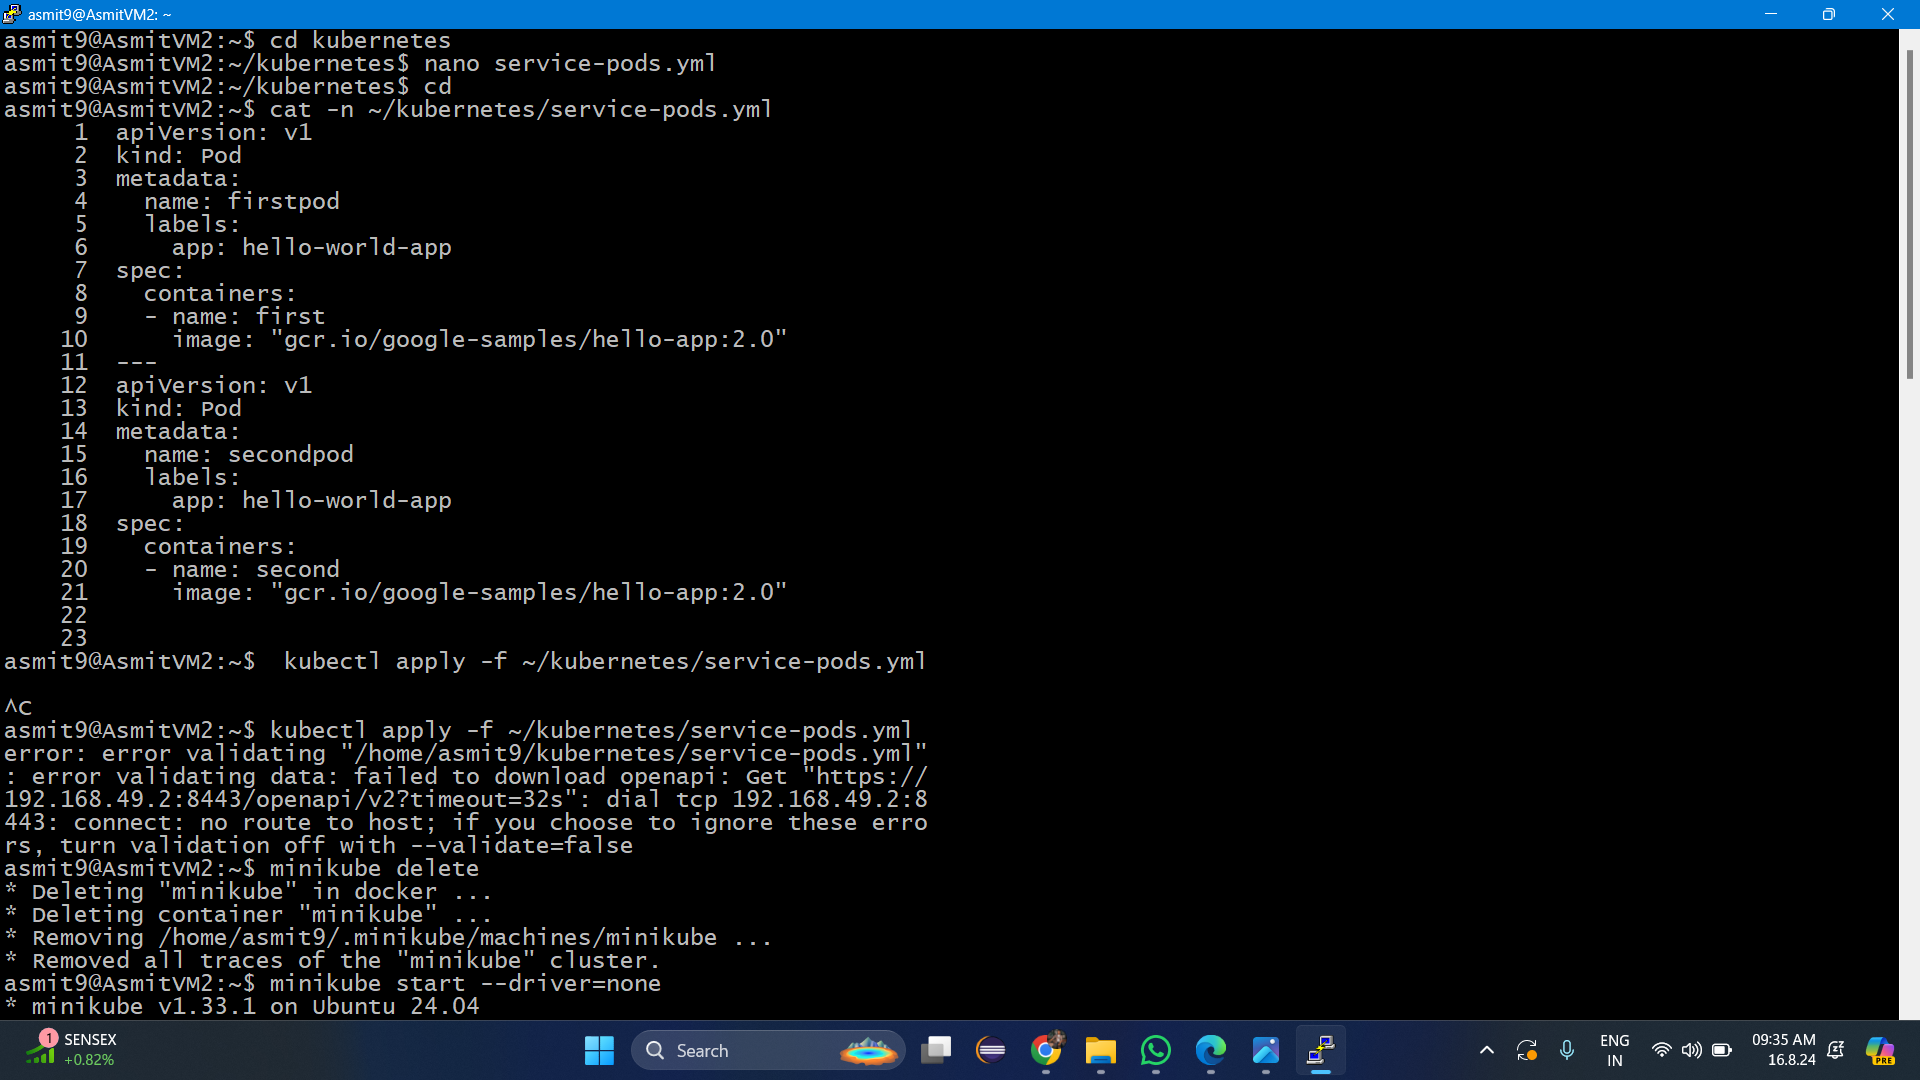 asmit9@AsmitVM2: ~
asmit9@AsmitVM2:~$ cd kubernetes
asmit9@AsmitVM2:~/kubernetes$ nano service-pods.yml
asmit9@AsmitVM2:~/kubernetes$ cd
asmit9@AsmitVM2:~$ cat -n ~/kubernetes/service-pods.yml
     1  apiVersion: v1
     2  kind: Pod
     3  metadata:
     4    name: firstpod
     5    labels:
     6      app: hello-world-app
     7  spec:
     8    containers:
     9    - name: first
    10      image: "gcr.io/google-samples/hello-app:2.0"
    11  ---
    12  apiVersion: v1
    13  kind: Pod
    14  metadata:
    15    name: secondpod
    16    labels:
    17      app: hello-world-app
    18  spec:
    19    containers:
    20    - name: second
    21      image: "gcr.io/google-samples/hello-app:2.0"
    22
    23
asmit9@AsmitVM2:~$  kubectl apply -f ~/kubernetes/service-pods.yml
^C
asmit9@AsmitVM2:~$ kubectl apply -f ~/kubernetes/service-pods.yml
error: error validating "/home/asmit9/kubernetes/service-pods.yml"
: error validating data: failed to download openapi: Get "https://
192.168.49.2:8443/openapi/v2?timeout=32s": dial tcp 192.168.49.2:8
443: connect: no route to host; if you choose to ignore these erro
rs, turn validation off with --validate=false
asmit9@AsmitVM2:~$ minikube delete
* Deleting "minikube" in docker ...
* Deleting container "minikube" ...
* Removing /home/asmit9/.minikube/machines/minikube ...
* Removed all traces of the "minikube" cluster.
asmit9@AsmitVM2:~$ minikube start --driver=none
* minikube v1.33.1 on Ubuntu 24.04
1
SENSEX
+0.82%
Search
ENG
IN
09:35 AM
16.8.24
PRE